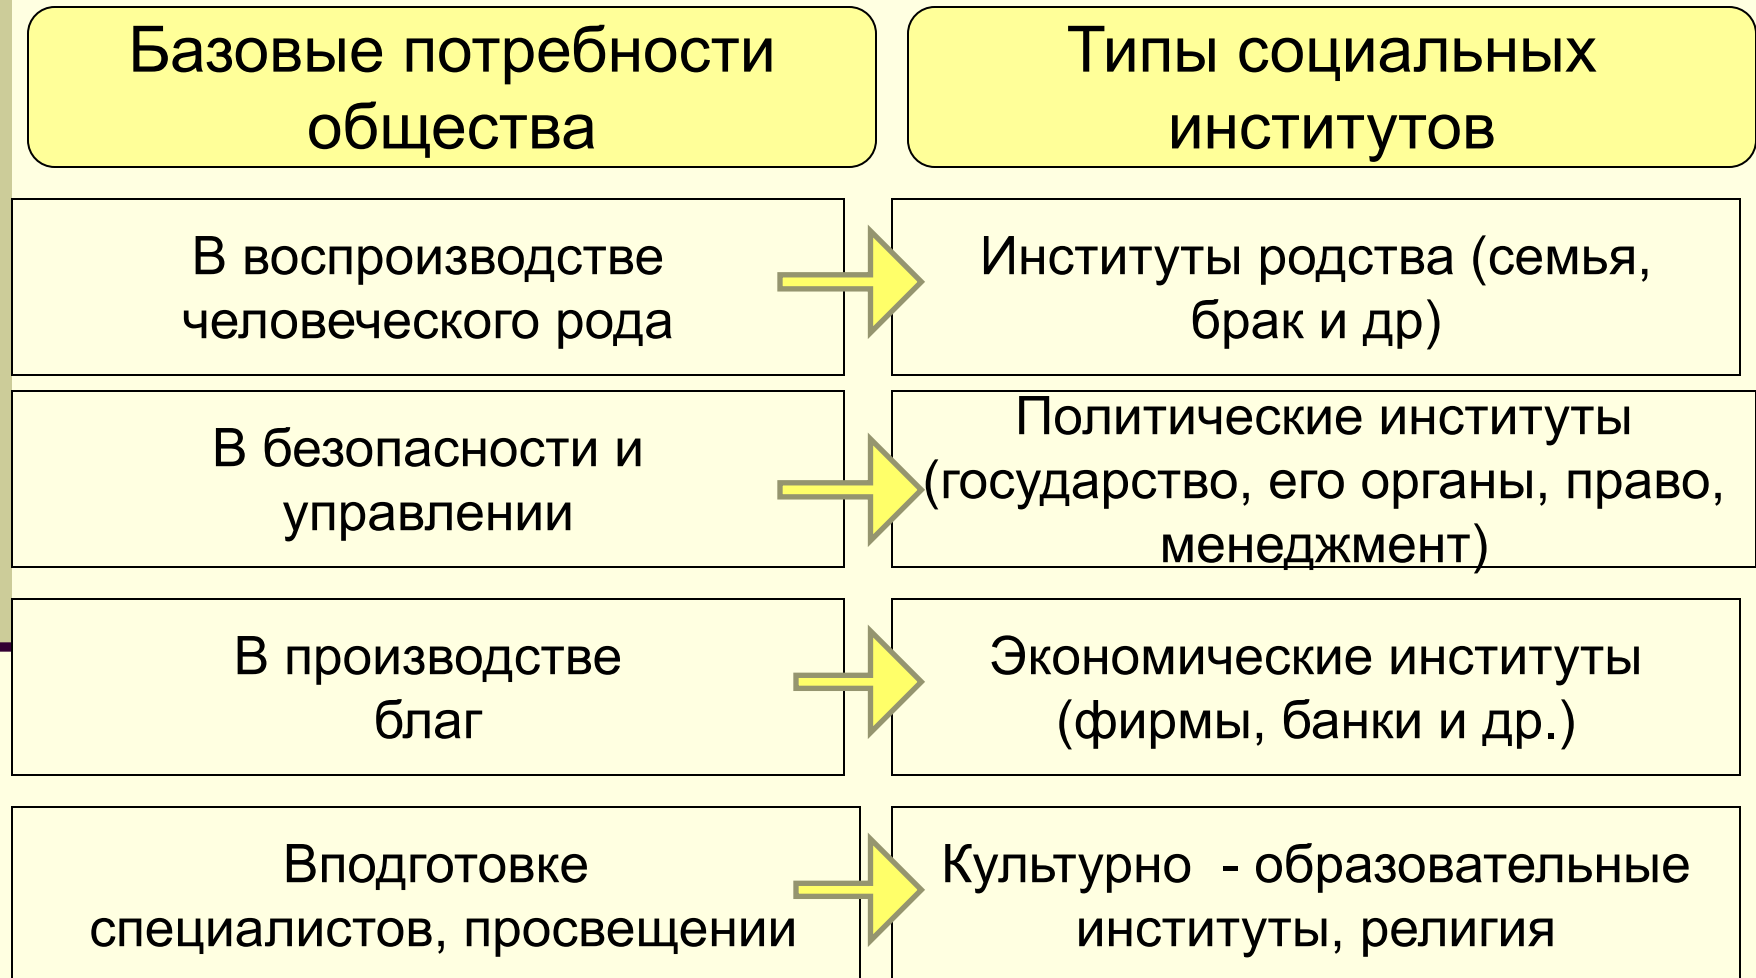 Базовые потребности
общества
Типы социальных
институтов
В воспроизводстве
человеческого рода
Институты родства (семья,
брак и др)
В безопасности и
управлении
Политические институты
(государство, его органы, право,
менеджмент)
В производстве
благ
Экономические институты
(фирмы, банки и др.)
Вподготовке
специалистов, просвещении
Культурно  - образовательные
институты, религия